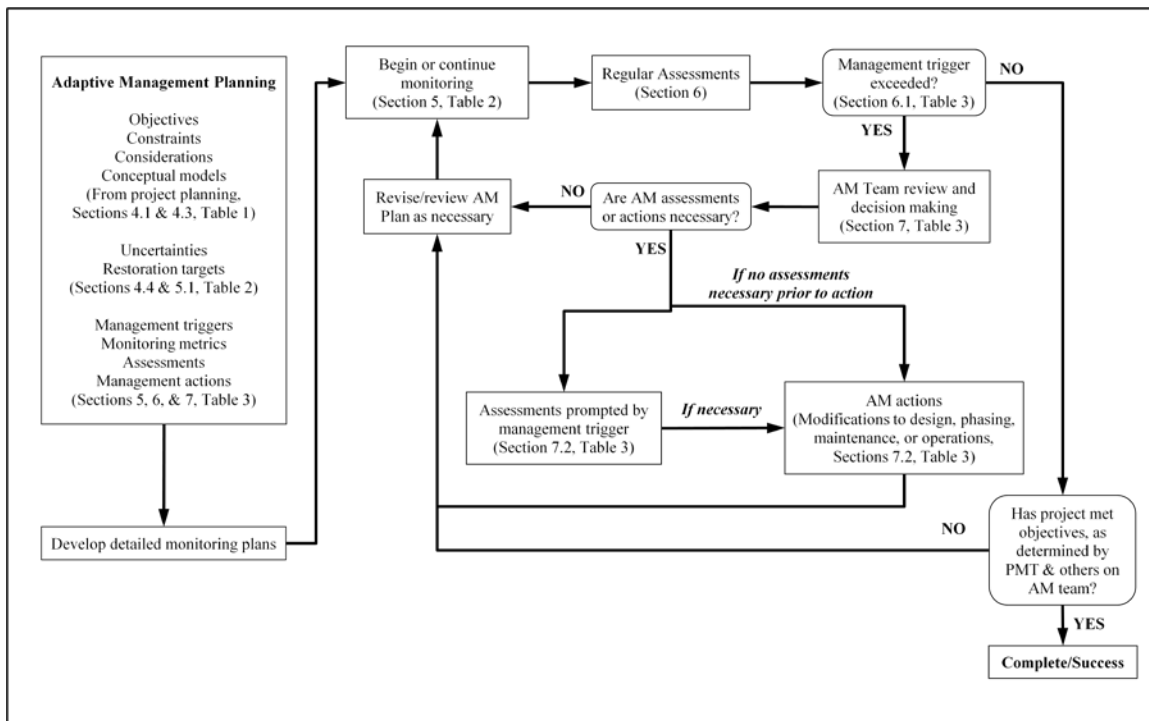 Adaptive Management Planning
Objectives
Constraints
Considerations
Conceptual models
(From project planning,
Sections 4.1 & 4.3, Table 1)
Uncertainties
Restoration targets
(Sections 4.4 & 5.1, Table 2)
Management triggers
Monitoring metrics
Assessments
Management actions
(Sections 5, 6, & 7, Table 3)
Develop detailed monitoring plans
Begin or continue
monitoring
(Section 5, Table 2)
Regular Assessments
(Section 6)
Management trigger
exceeded?
(Section 6.1, Table 3)
NO
YES
AM Team review and
decision making
(Section 7, Table 3)
Are AM assessments
or actions necessary?
NO
Revise/review AM
Plan as necessary
YES
If no assessments
necessary prior to action
Assessments prompted by
management trigger
(Section 7.2, Table 3)
If necessary
AM actions
(Modifications to design, phasing,
maintenance, or operations,
Sections 7.2, Table 3)
NO
Has project met
objectives, as
determined by
PMT & others on
AM team?
YES
Complete/Success